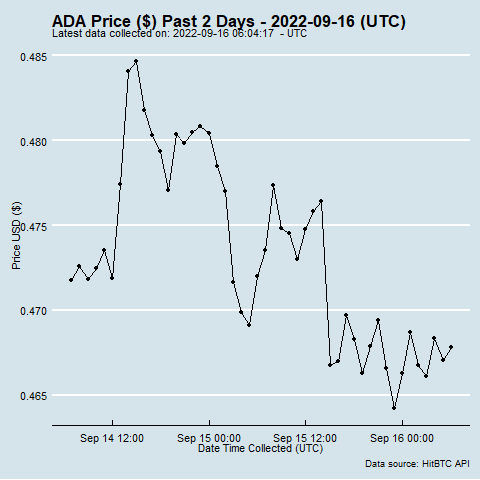 ADA Price ($) Past 2 Days - 2022-09-16 (UTC)
Latest data collected on: 2022-09-16 06:04:17  - UTC
0.485
0.480
0.475
0.470
0.465
Price USD ($)
Sep 14 12:00
Sep 15 00:00
Sep 15 12:00
Sep 16 00:00
Date Time Collected (UTC)
Data source: HitBTC API